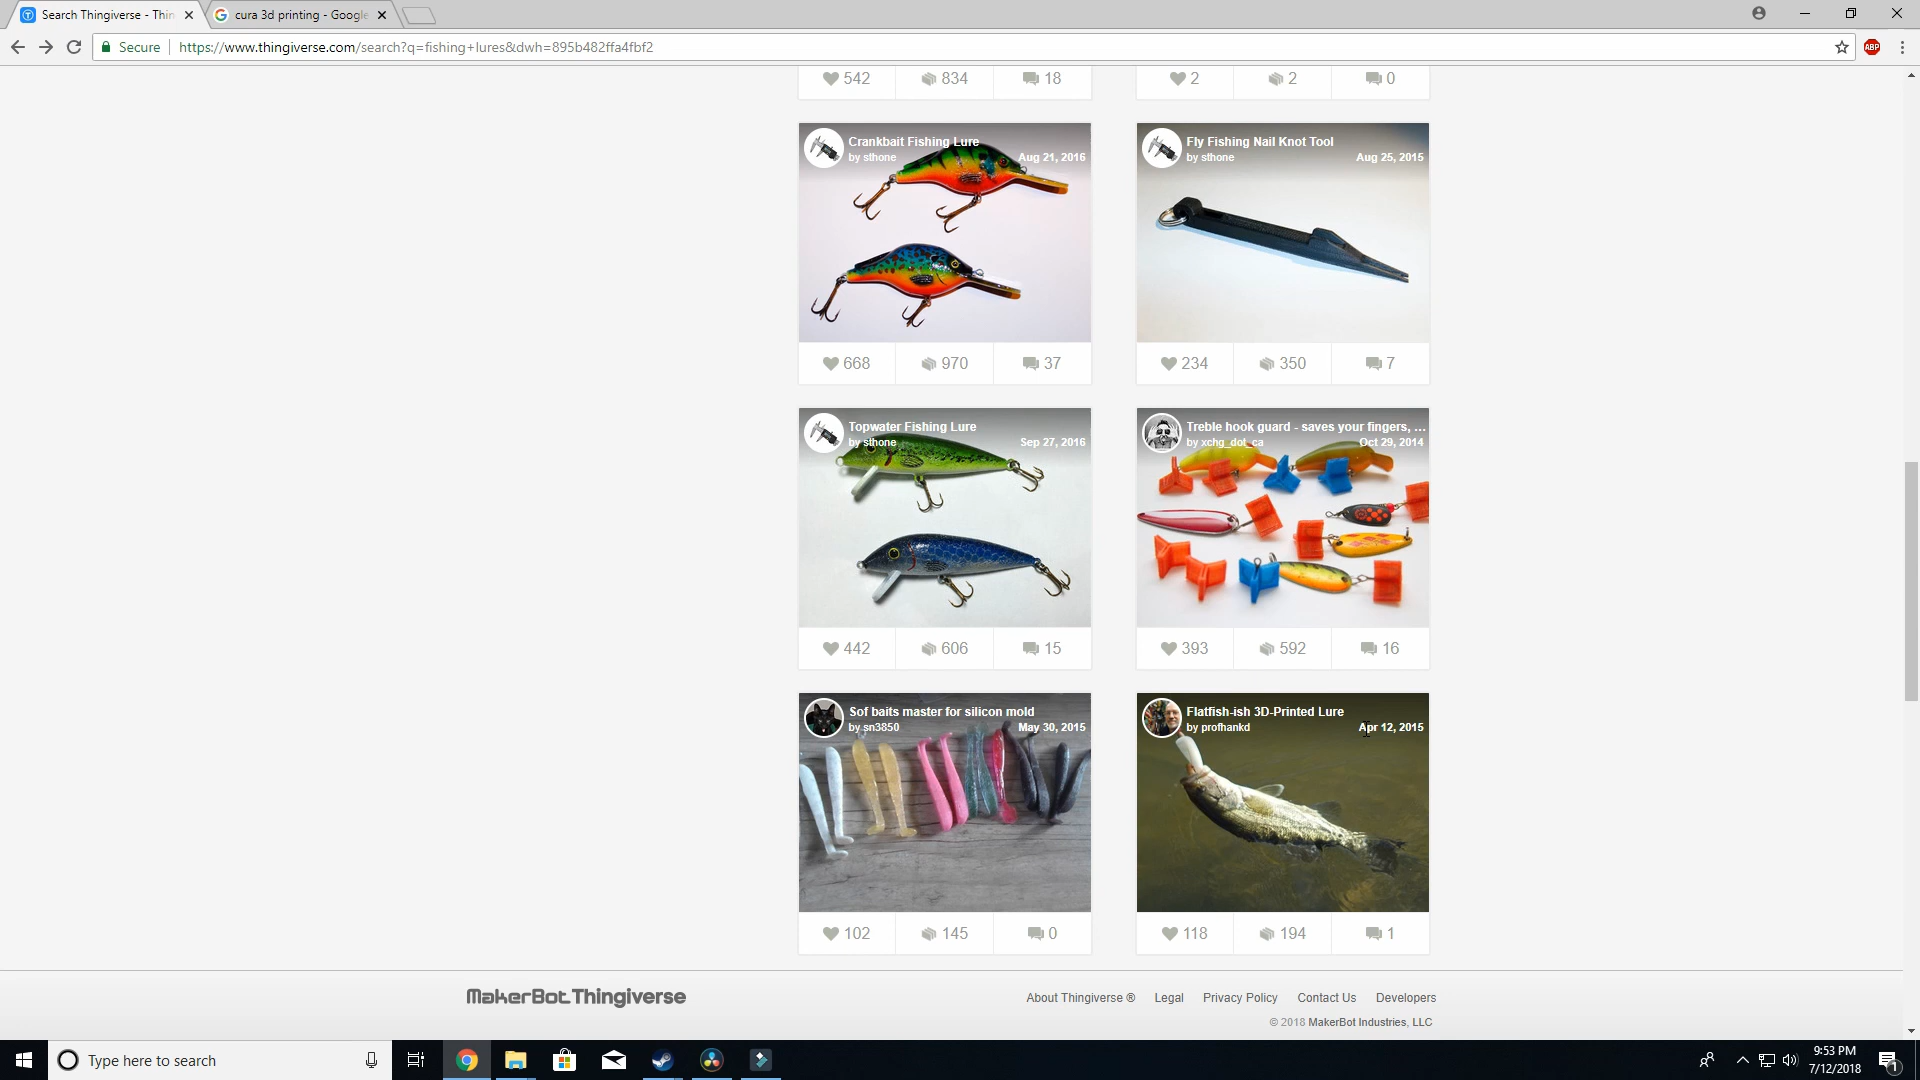 Search Thingiverse - Thin
cura 3d printing - Google
Secure
https://www.thingiverse.com/search?q=fishing+lures&dwh=895b482ffa4fbf2
ABP
542 834 18
2 2 0
Crankbait Fishing Lure
by sthone Aug 21, 2016
668 970 37
Fly Fishing Nail Knot Tool
by sthone Aug 25, 2015
234 350 7
Topwater Fishing Lure
by sthone Sep 27, 2016
442 606 15
Treble hook guard - saves your fingers, ...
by xchg_dot_ca Oct 29, 2014
393 592 16
Sof baits master for silicon mold
by sn3850 May 30, 2015
102 145 0
Flatfish-ish 3D-Printed Lure
by profhankd Apr 12, 2015
118 194 1
MakerBot Thingiverse
About Thingiverse ® Legal Privacy Policy Contact Us Developers
© 2018 MakerBot Industries, LLC
Type here to search
9:53 PM
7/12/2018
1